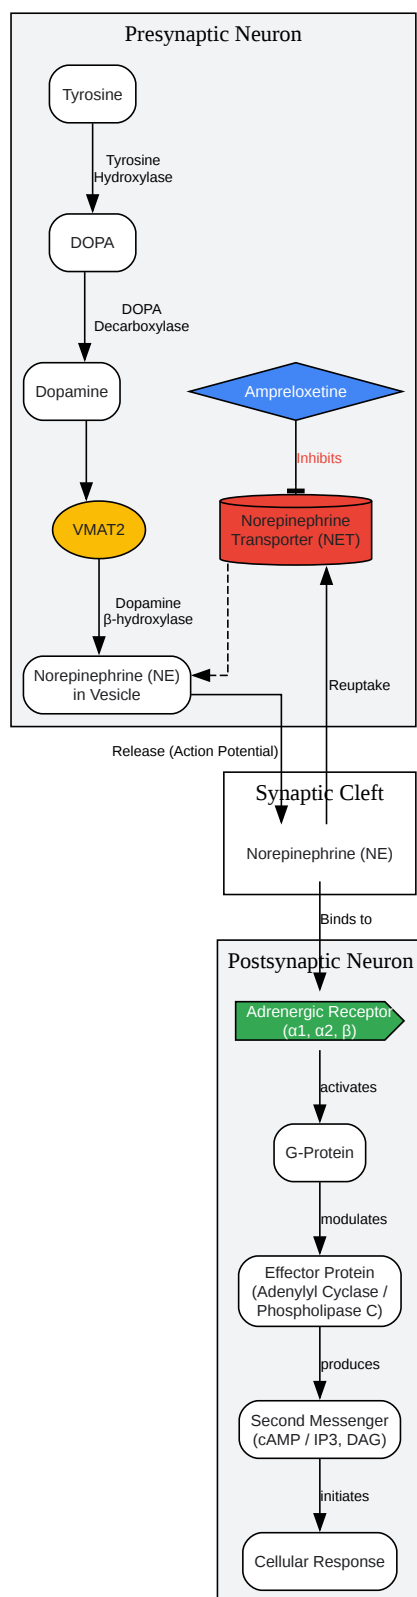 Presynaptic Neuron
Tyrosine
Tyrosine
Hydroxylase
DOPA
DOPA
Decarboxylase
Dopamine
Ampreloxetine
Inhibits
VMAT2
Norepinephrine
Transporter (NET)
Dopamine
β-hydroxylase
Norepinephrine (NE)
in Vesicle
Reuptake
Release (Action Potential)
Synaptic Cleft
Norepinephrine (NE)
Binds to
Postsynaptic Neuron
Adrenergic Receptor
(α1, α2, β)
activates
G-Protein
modulates
Effector Protein
(Adenylyl Cyclase /
Phospholipase C)
produces
Second Messenger
(cAMP / IP3, DAG)
initiates
Cellular Response